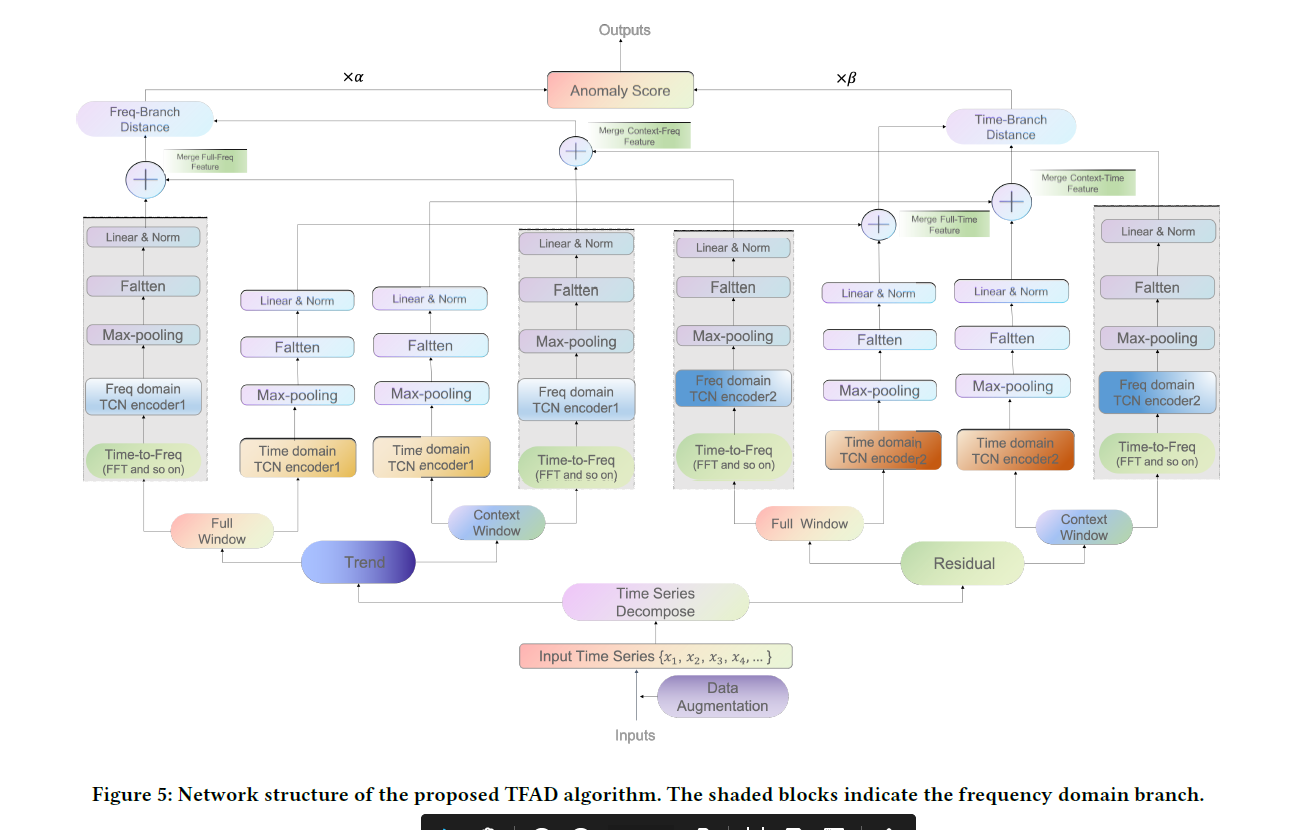 Outputs
×α
×β
Anomaly Score
Freq-Branch
Distance
Time-Branch
Distance
Merge Context-Freq
Feature
Merge Full-Freq
Feature
Merge Context-Time
Feature
Merge Full-Time
Feature
Linear & Norm
Faltten
Max-pooling
Freq domain
TCN encoder1
Time-to-Freq
(FFT and so on)
Linear & Norm
Faltten
Max-pooling
Time domain
TCN encoder1
Linear & Norm
Faltten
Max-pooling
Time domain
TCN encoder1
Linear & Norm
Faltten
Max-pooling
Freq domain
TCN encoder1
Time-to-Freq
(FFT and so on)
Linear & Norm
Faltten
Max-pooling
Freq domain
TCN encoder2
Time-to-Freq
(FFT and so on)
Linear & Norm
Faltten
Max-pooling
Time domain
TCN encoder2
Linear & Norm
Faltten
Max-pooling
Time domain
TCN encoder2
Linear & Norm
Faltten
Max-pooling
Freq domain
TCN encoder2
Time-to-Freq
(FFT and so on)
Full
Window
Context
Window
Full Window
Context
Window
Trend
Residual
Time Series
Decompose
Input Time Series {x₁, x₂, x₃, x₄, ... }
Data
Augmentation
Inputs
Figure 5: Network structure of the proposed TFAD algorithm. The shaded blocks indicate the frequency domain branch.